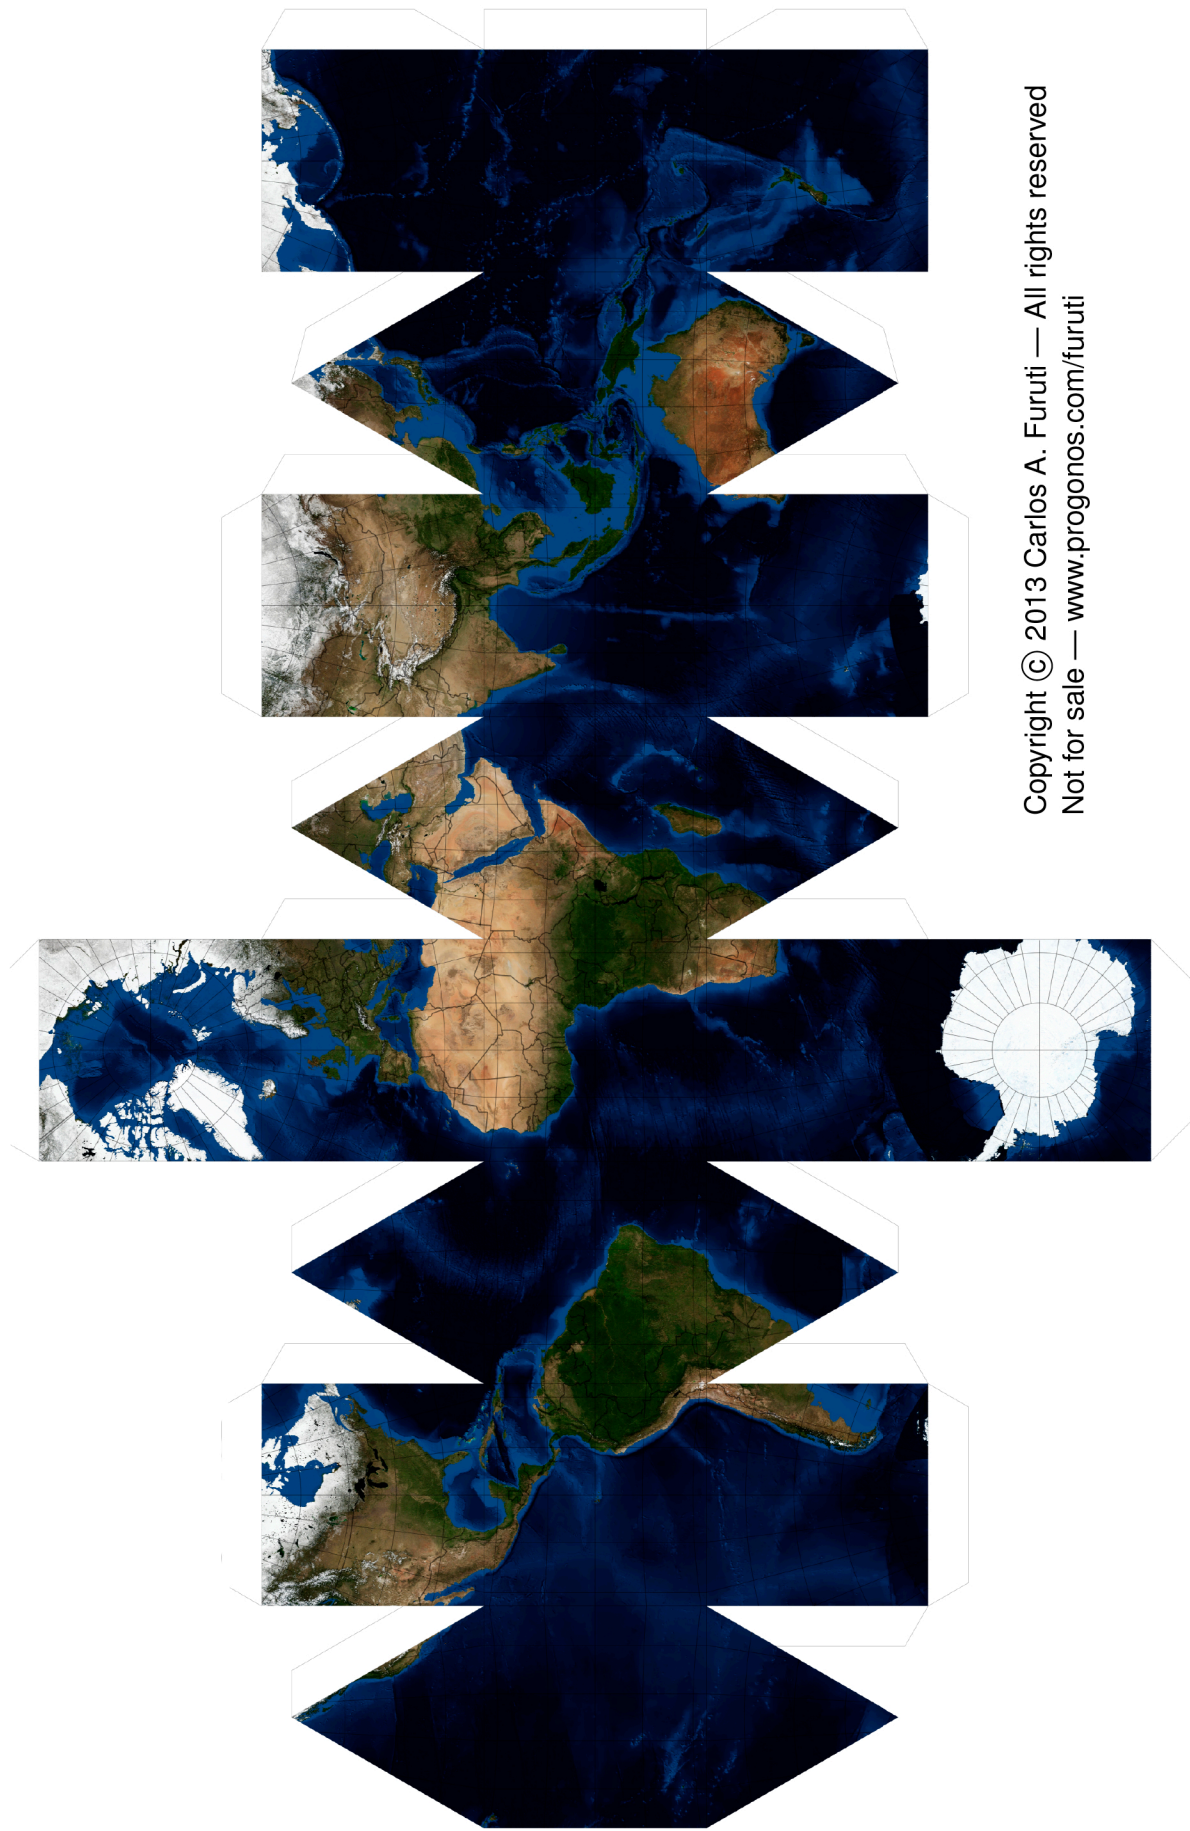 Copyright © 2013 Carlos A. Furuti — All rights reserved
Not for sale — www.progonos.com/furuti